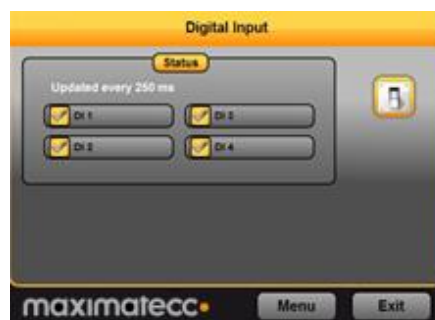 Digital Input
Status
Updated every 250 ms
DI 1
DI 3
DI 2
DI 4
maximatecc
Menu
Exit